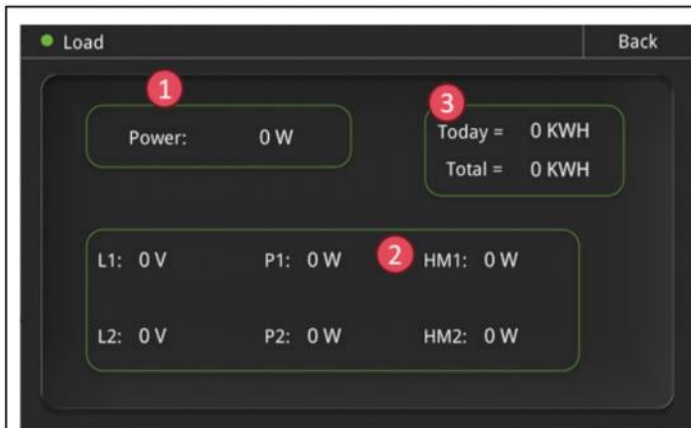 Load Back
1
3
Power: 0 W
Today = 0 KWH
Total = 0 KWH
2
L1: 0 V P1: 0 W HM1: 0 W
L2: 0 V P2: 0 W HM2: 0 W